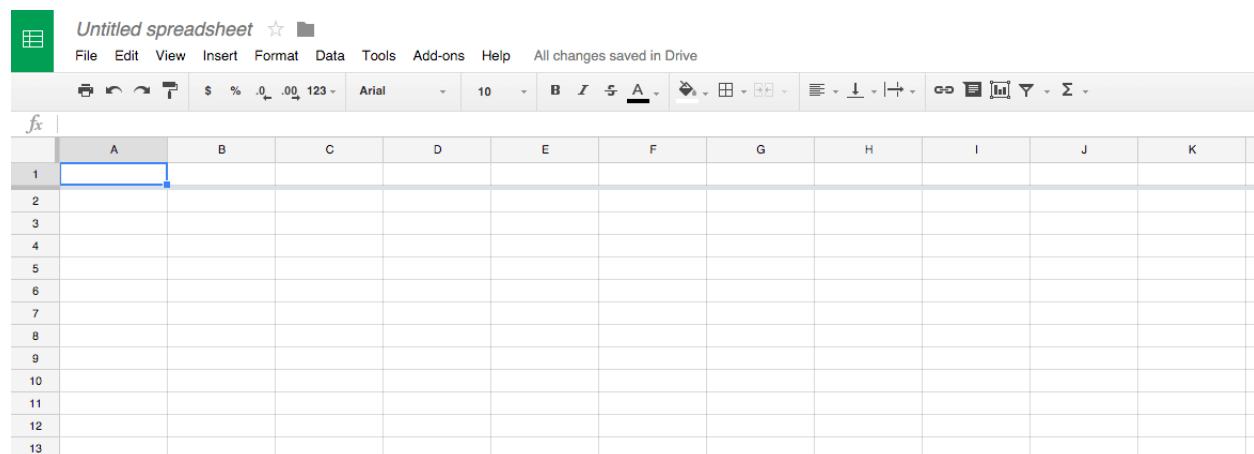 Untitled spreadsheet
File Edit View Insert Format Data Tools Add-ons Help All changes saved in Drive
$ % .0 .00 123 Arial 10 B I S A Σ
fx
A B C D E F G H I J K
1
2
3
4
5
6
7
8
9
10
11
12
13